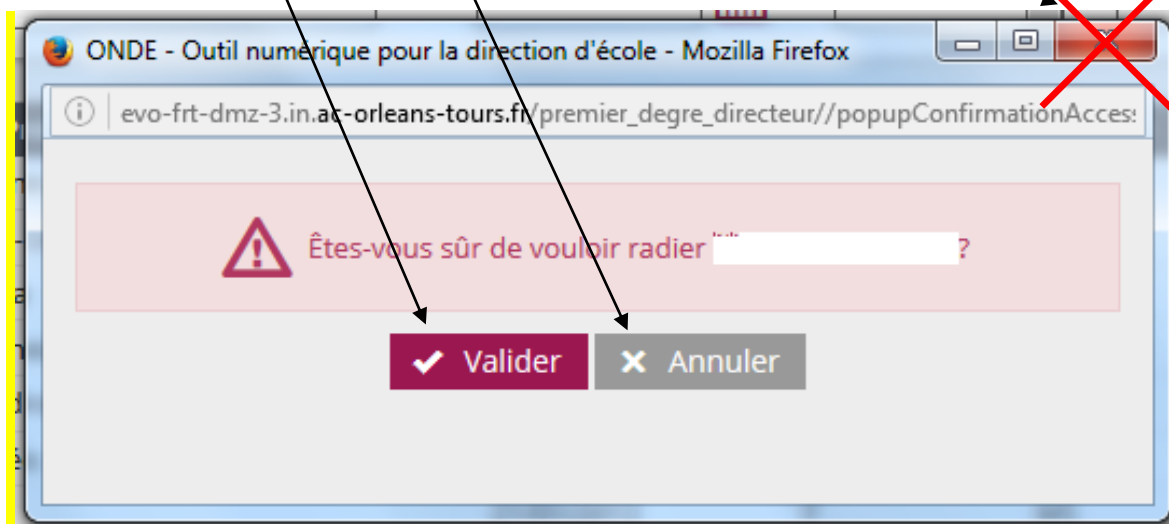 ONDE - Outil numérique pour la direction d'école - Mozilla Firefox
evo-frt-dmz-3.in.ac-orleans-tours.fr/premier_degre_directeur//popupConfirmationAcces
Êtes-vous sûr de vouloir radier ?
Valider Annuler